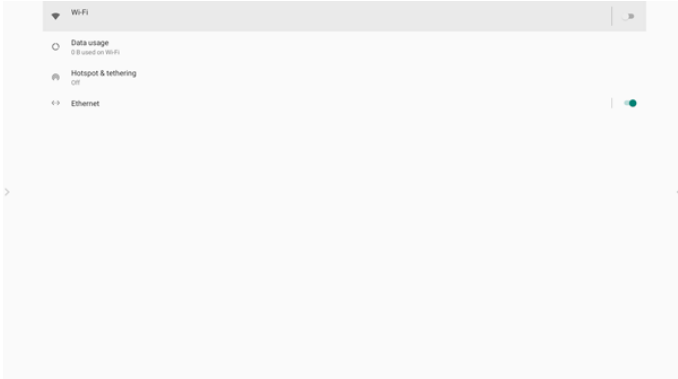 Wi-Fi
Data usage
0 B used on Wi-Fi
Hotspot & tethering
Off
Ethernet